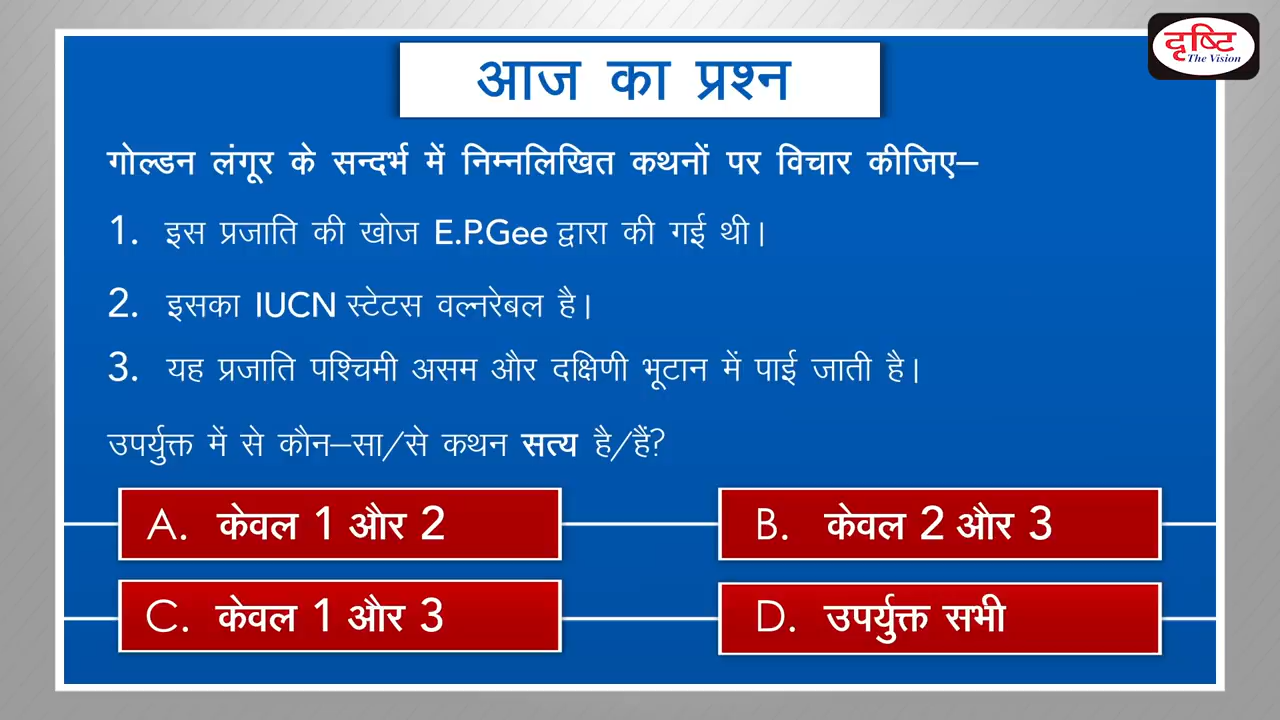 दृष्टि
The Vision
आज का प्रश्न
गोल्डन लंगूर के सन्दर्भ में निम्नलिखित कथनों पर विचार कीजिए–
1. इस प्रजाति की खोज E.P.Gee द्वारा की गई थी।
2. इसका IUCN स्टेटस वल्नरेबल है।
3. यह प्रजाति पश्चिमी असम और दक्षिणी भूटान में पाई जाती है।
उपर्युक्त में से कौन–सा/से कथन सत्य है/हैं?
A. केवल 1 और 2
B. केवल 2 और 3
C. केवल 1 और 3
D. उपर्युक्त सभी